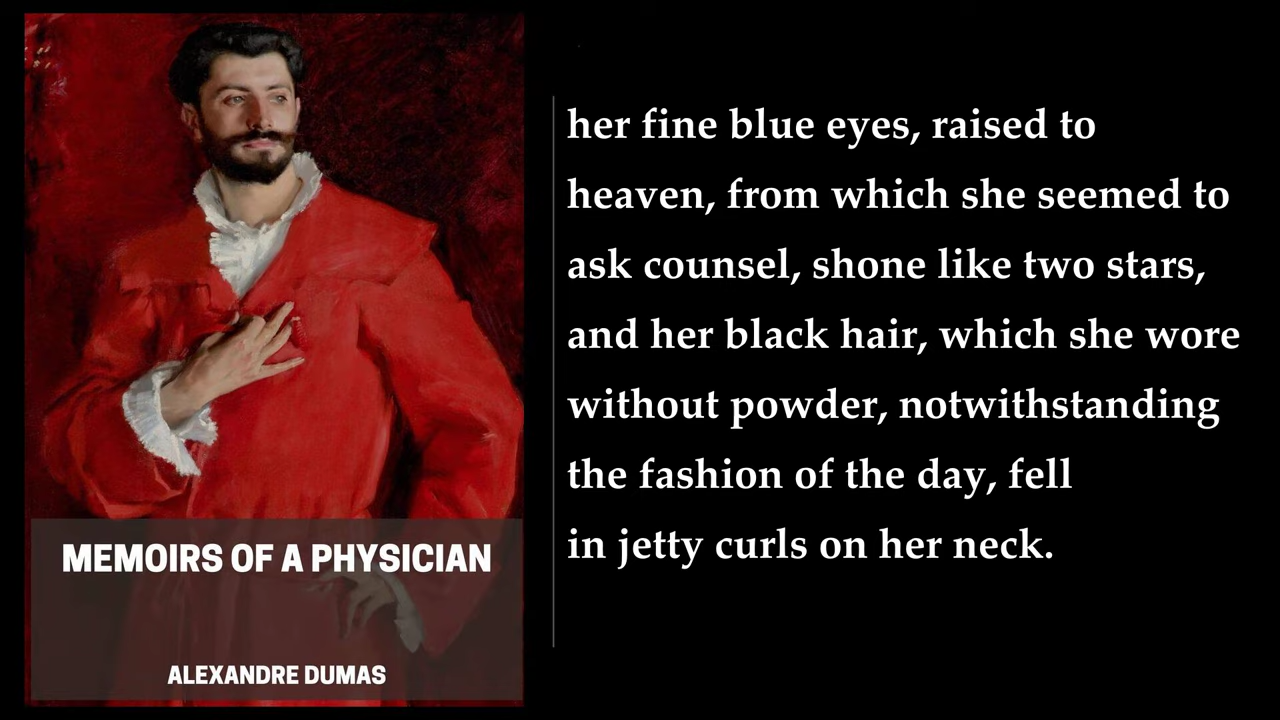 MEMOIRS OF A PHYSICIAN
ALEXANDRE DUMAS
her fine blue eyes, raised to
heaven, from which she seemed to
ask counsel, shone like two stars,
and her black hair, which she wore
without powder, notwithstanding
the fashion of the day, fell
in jetty curls on her neck.